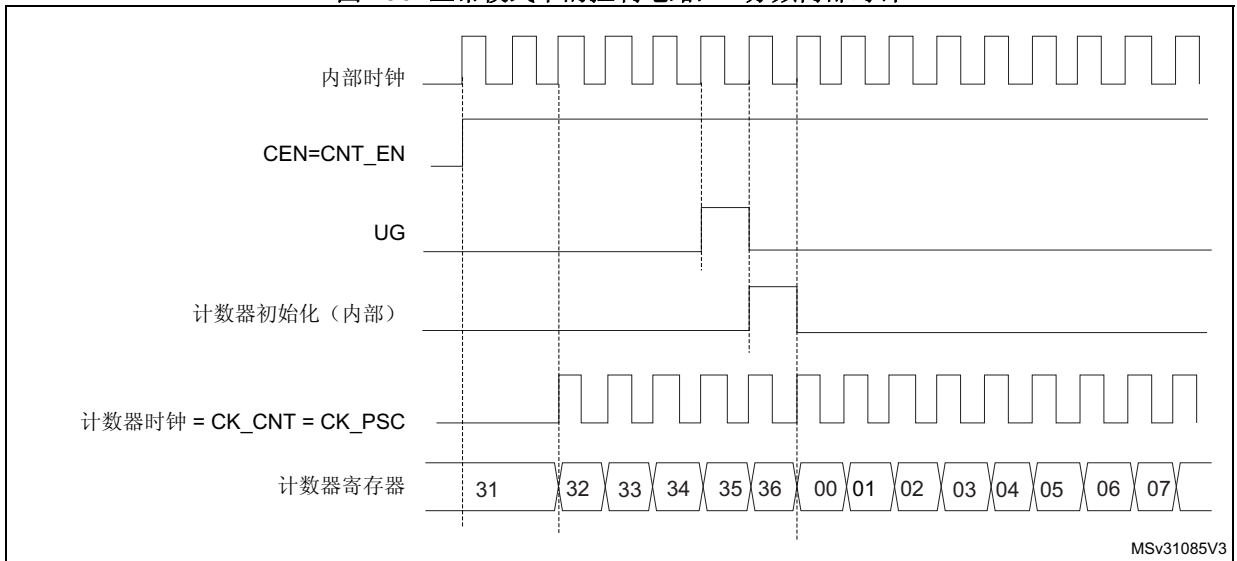 内部时钟
CEN=CNT_EN
UG
计数器初始化（内部）
计数器时钟 = CK_CNT = CK_PSC
计数器寄存器
31 32 33 34 35 36 00 01 02 03 04 05 06 07
MSv31085V3